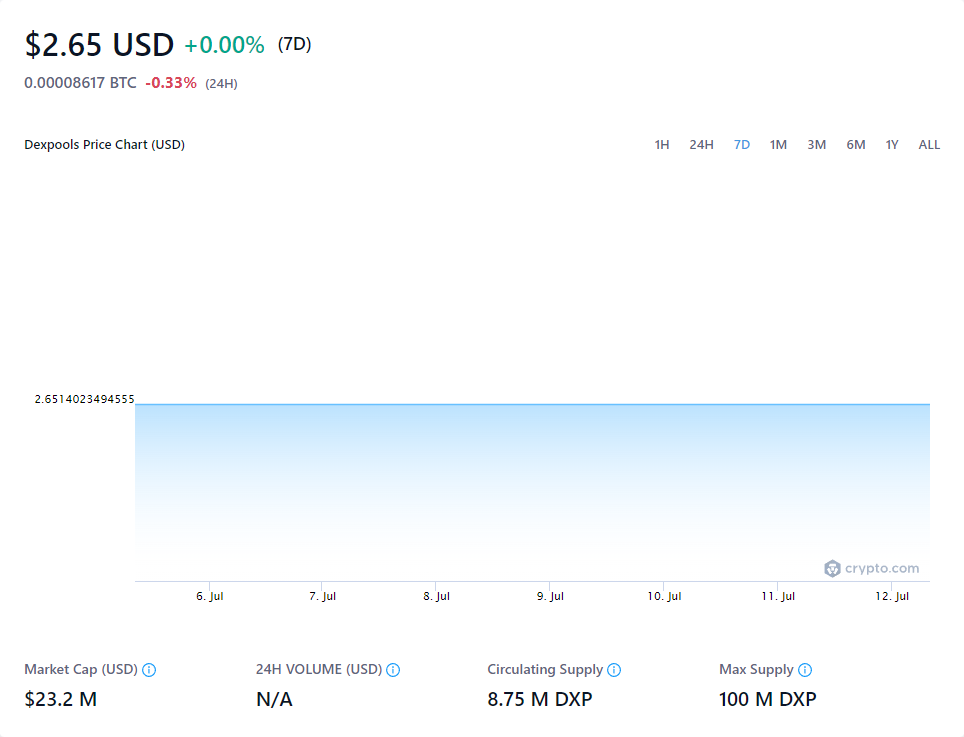 $2.65 USD +0.00% (7D)
0.00008617 BTC -0.33% (24H)
Dexpools Price Chart (USD) 1H 24H 7D 1M 3M 6M 1Y ALL
2.6514023494555
crypto.com
6. Jul 7. Jul 8. Jul 9. Jul 10. Jul 11. Jul 12. Jul
Market Cap (USD) 24H VOLUME (USD) Circulating Supply Max Supply
$23.2 M N/A 8.75 M DXP 100 M DXP